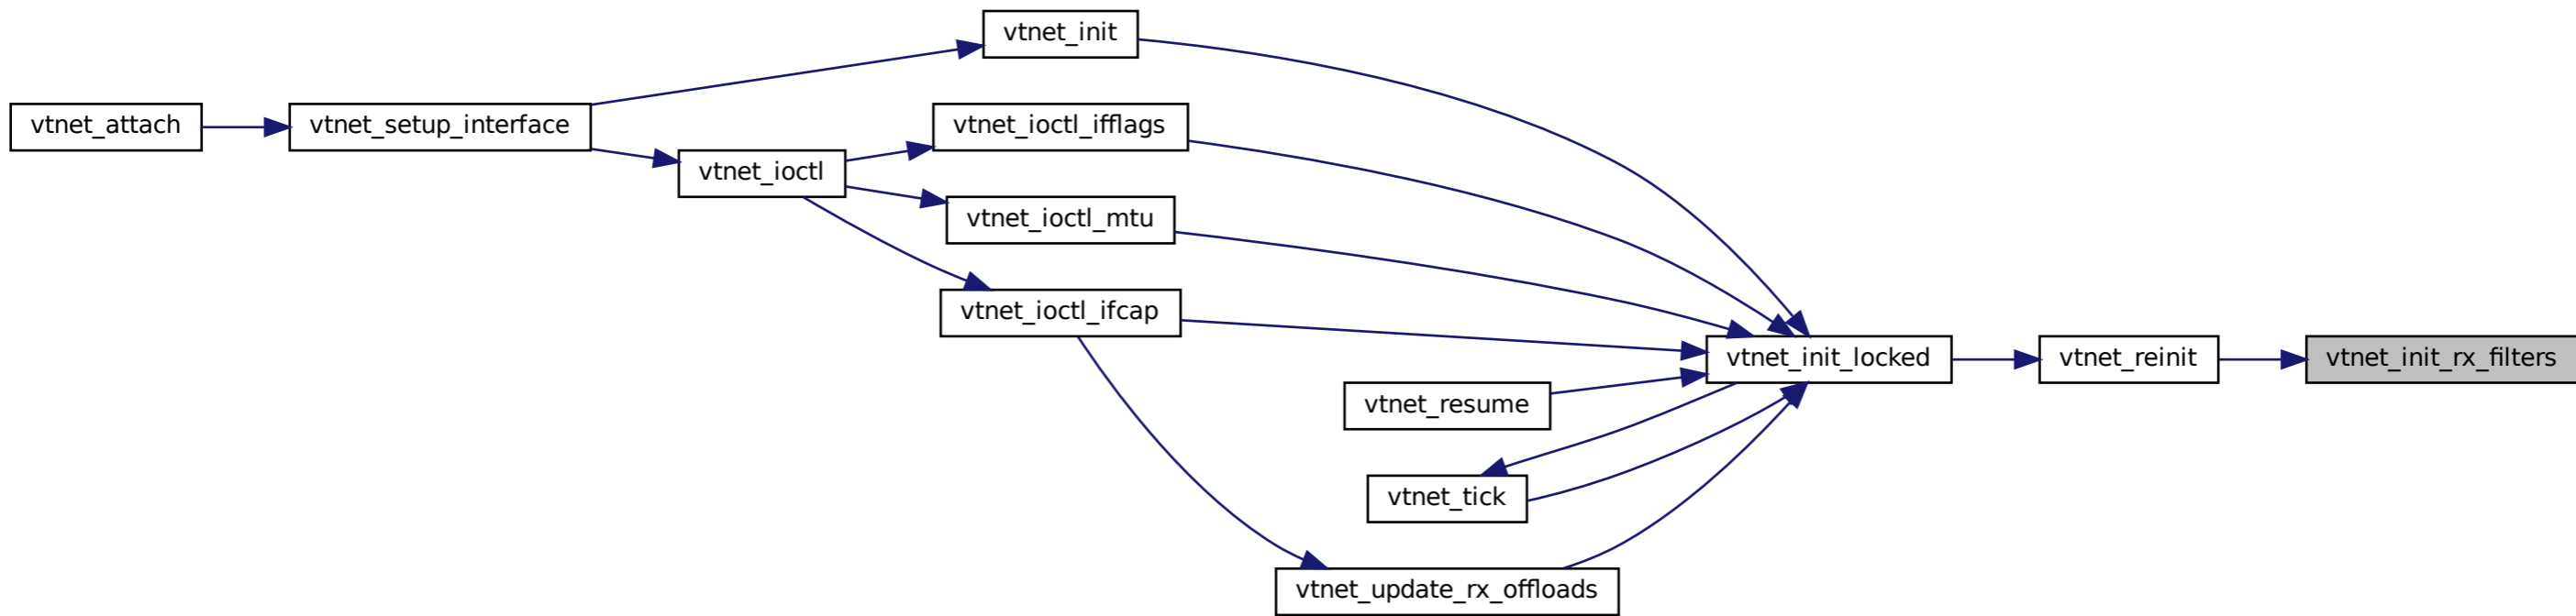 vtnet_init
vtnet_attach
vtnet_setup_interface
vtnet_ioctl_ifflags
vtnet_ioctl
vtnet_ioctl_mtu
vtnet_ioctl_ifcap
vtnet_init_locked
vtnet_reinit
vtnet_init_rx_filters
vtnet_resume
vtnet_tick
vtnet_update_rx_offloads